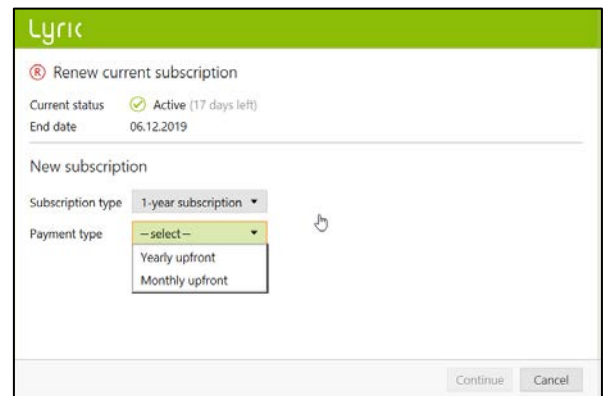 Lyric
® Renew current subscription
Current status Active (17 days left)
End date 06.12.2019
New subscription
Subscription type 1-year subscription
Payment type —select—
Yearly upfront
Monthly upfront
Continue Cancel